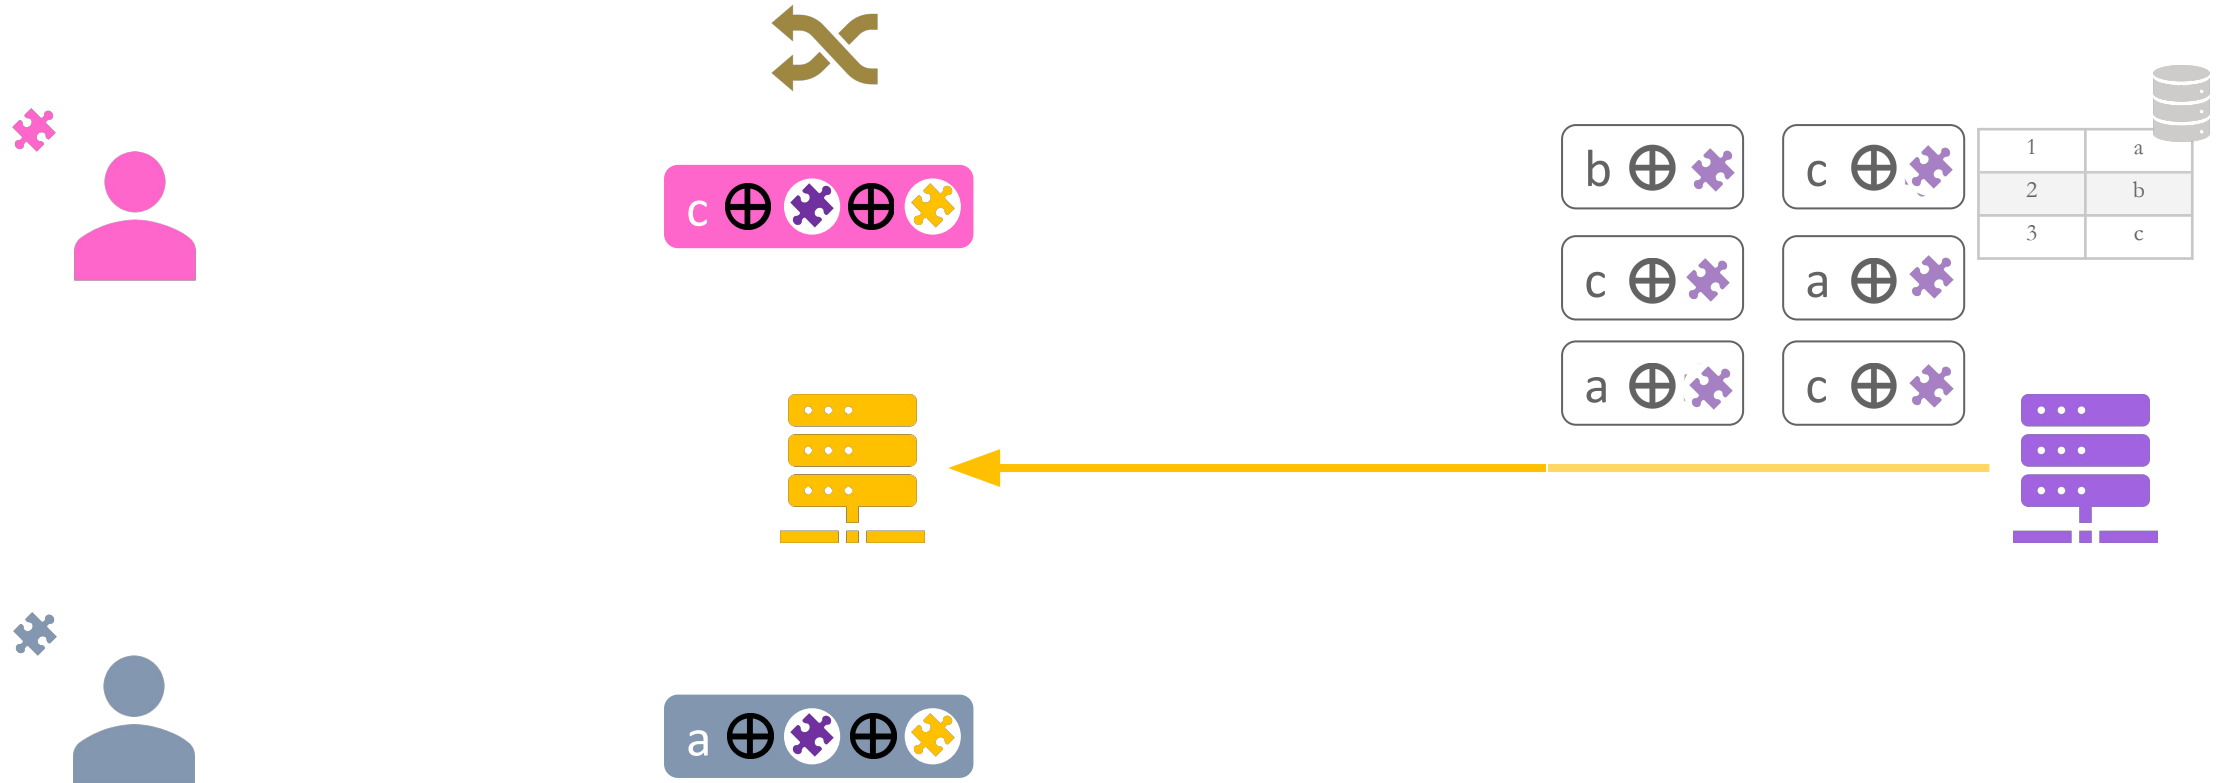 b ⊕ c ⊕
1 a
2 b
3 c
c ⊕ ⊕
c ⊕ a ⊕
a ⊕ c ⊕
a ⊕ ⊕